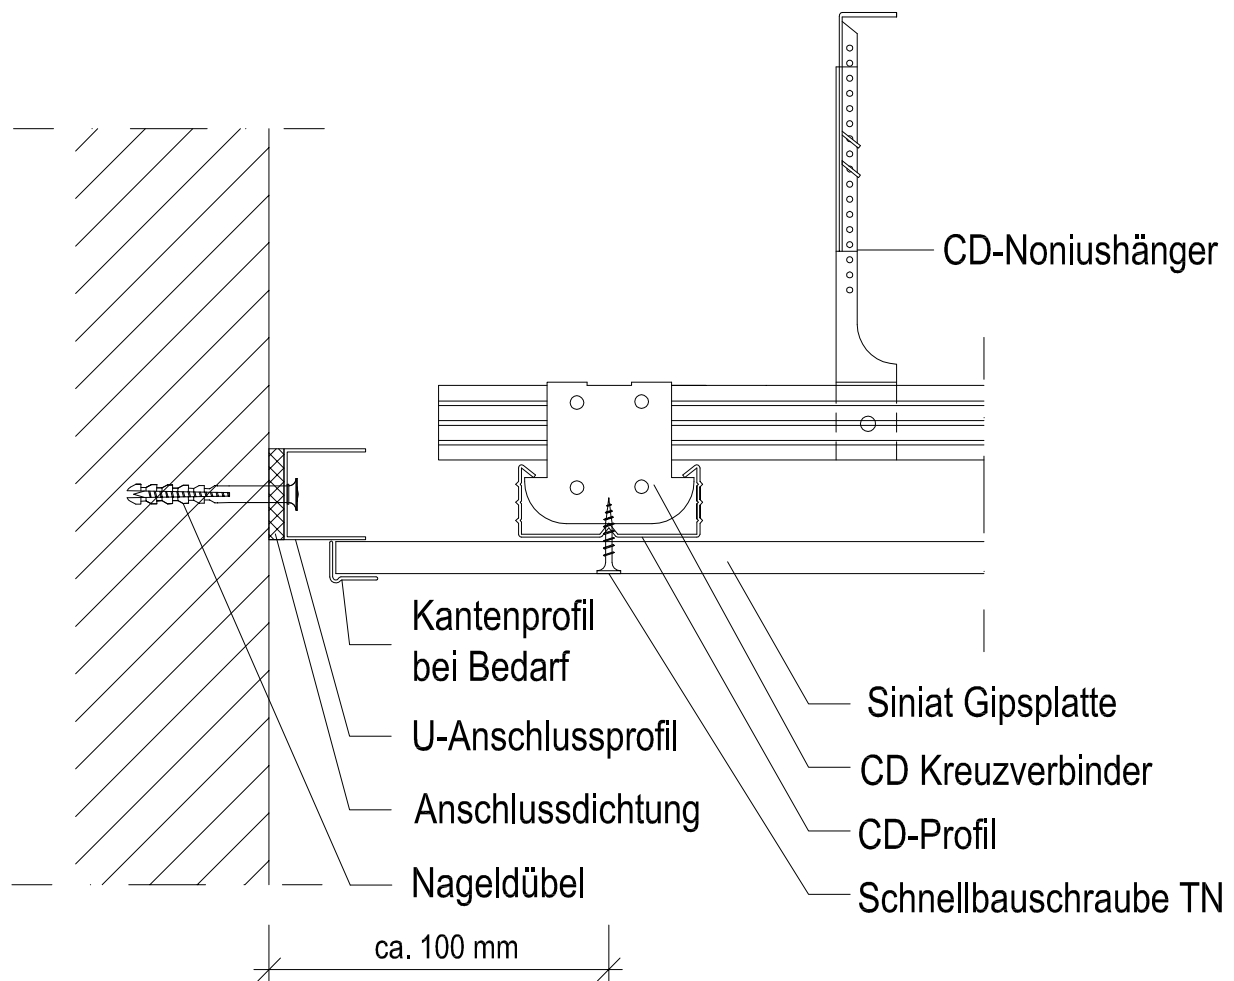 CD-Noniushänger
Kantenprofil
bei Bedarf
U-Anschlussprofil
Anschlussdichtung
Nageldübel
Siniat Gipsplatte
CD Kreuzverbinder
CD-Profil
Schnellbauschraube TN
ca. 100 mm